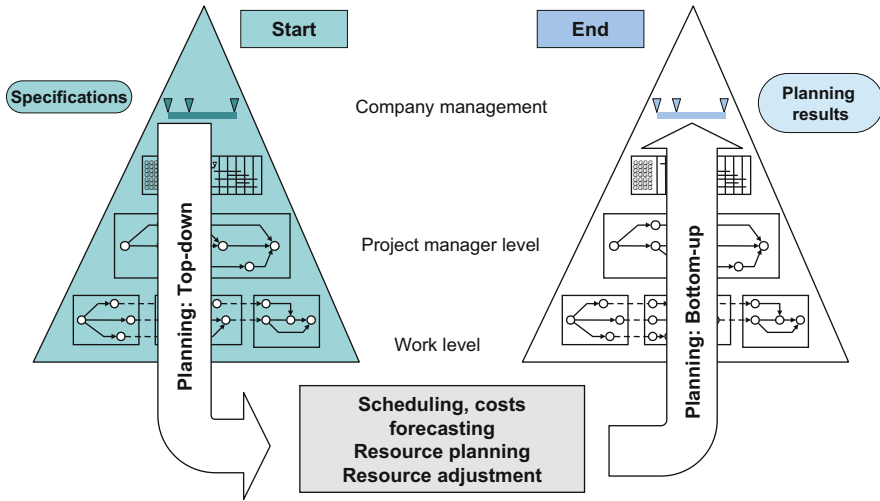 Start
End
Specifications
Company management
Planning
results
Planning: Top-down
Project manager level
Planning: Bottom-up
Work level
Scheduling, costs
forecasting
Resource planning
Resource adjustment